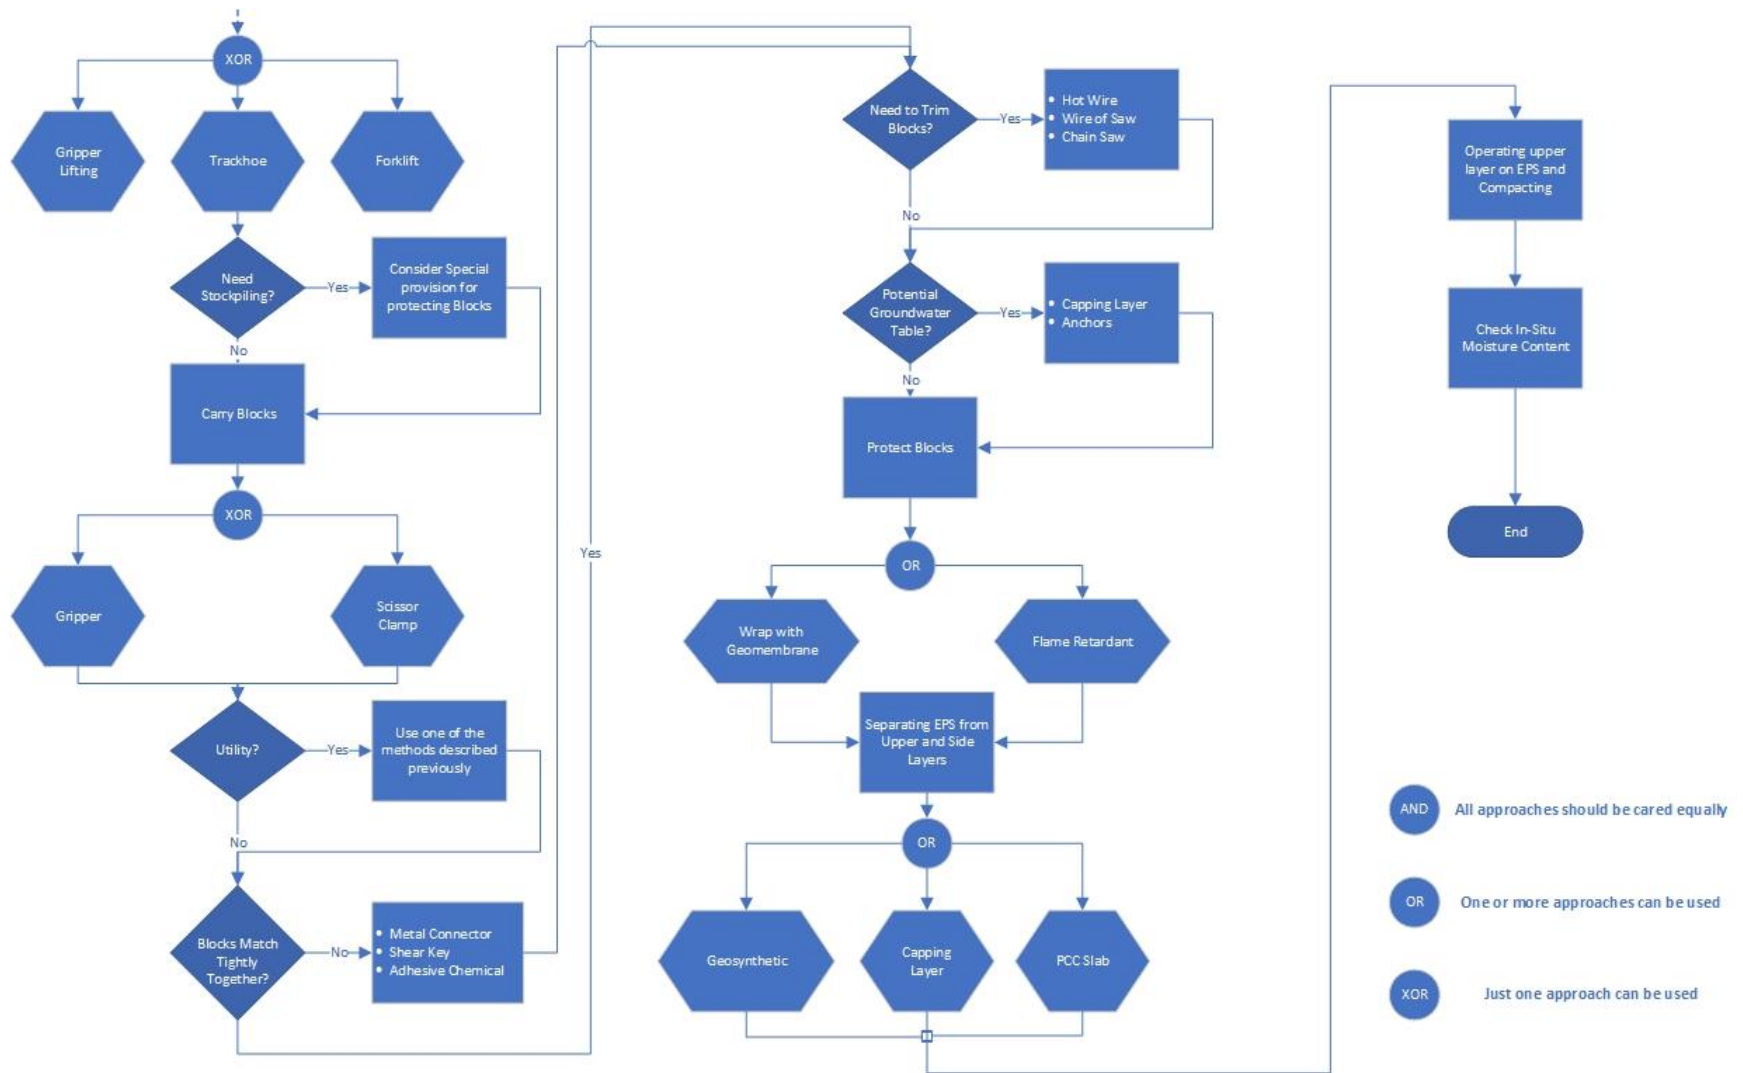 XOR
Gripper
Lifting
Trackhoe
Forklift
Need
Stockpiling?
Yes
Consider Special
provision for
protecting Blocks
No
Carry Blocks
XOR
Gripper
Scissor
Clamp
Utility?
Yes
Use one of the
methods described
previously
No
Blocks Match
Tightly
Together?
No
• Metal Connector
• Shear Key
• Adhesive Chemical
Yes
Need to Trim
Blocks?
Yes
• Hot Wire
• Wire of Saw
• Chain Saw
No
Potential
Groundwater
Table?
Yes
• Capping Layer
• Anchors
No
Protect Blocks
OR
Wrap with
Geomembrane
Flame Retardant
Separating EPS from
Upper and Side
Layers
OR
Geosynthetic
Capping
Layer
PCC Slab
Operating upper
layer on EPS and
Compacting
Check In-Situ
Moisture Content
End
AND All approaches should be cared equally
OR One or more approaches can be used
XOR Just one approach can be used